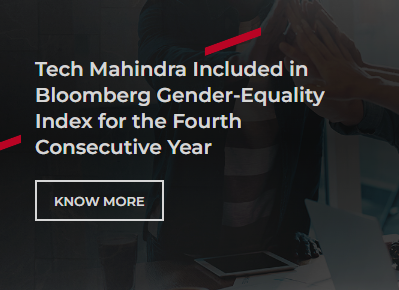 Tech Mahindra Included in
Bloomberg Gender-Equality
Index for the Fourth
Consecutive Year
KNOW MORE